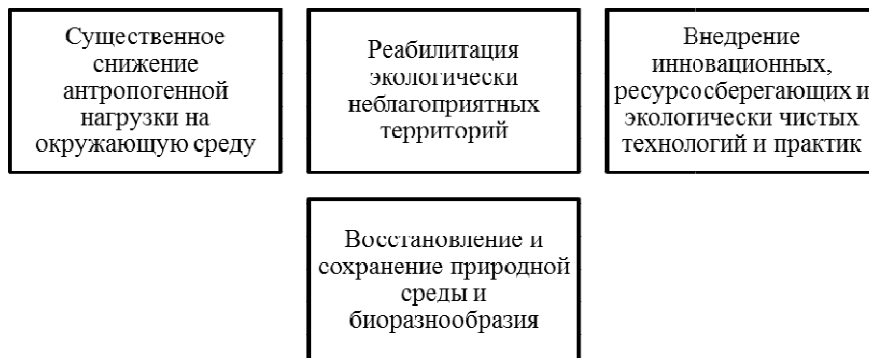 Существенное
снижение
антропогенной
нагрузки на
окружающую среду
Реабилитация
экологически
неблагоприятных
территорий
Внедрение
инновационных,
ресурсосберегающих и
экологически чистых
технологий и практик
Восстановление и
сохранение природной
среды и
биоразнообразия